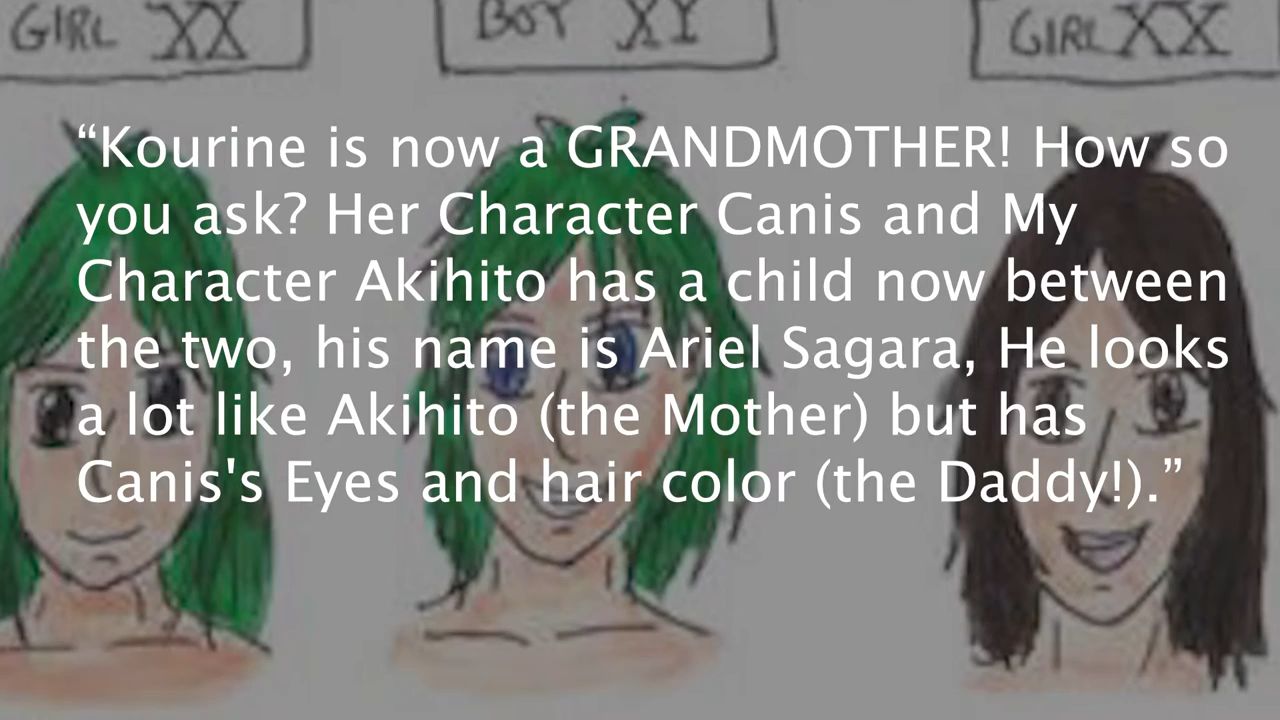 GIRL XX
BOY XY
GIRL XX
“Kourine is now a GRANDMOTHER! How so
you ask? Her Character Canis and My
Character Akihito has a child now between
the two, his name is Ariel Sagara, He looks
a lot like Akihito (the Mother) but has
Canis's Eyes and hair color (the Daddy!).”